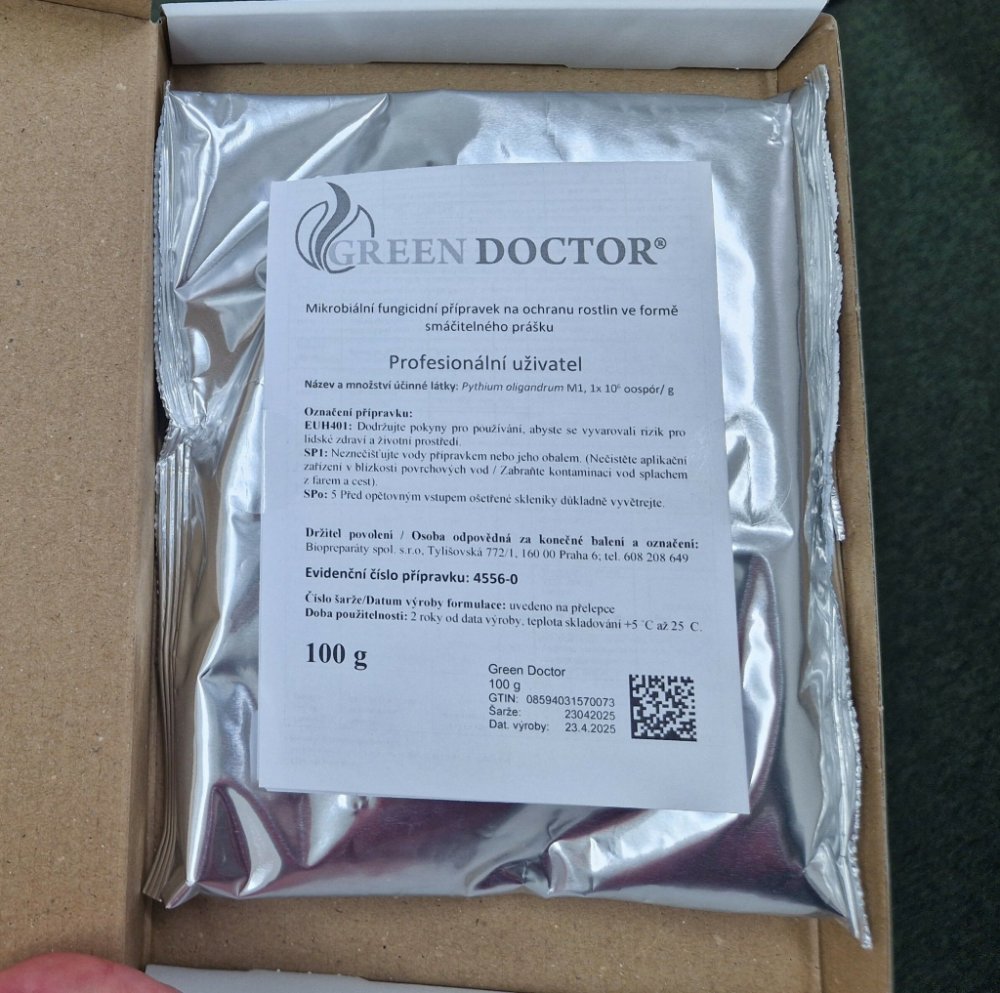 GREEN DOCTOR®
Mikrobiální fungicidní přípravek na ochranu rostlin ve formě
smáčitelného prášku
Profesionální uživatel
Název a množství účinné látky: Pythium oligandrum M1, 1x 10⁶ oospór/ g
Označení přípravku:
EUH401: Dodržujte pokyny pro používání, abyste se vyvarovali rizik pro
lidské zdraví a životní prostředí.
SP1: Neznečišťujte vody přípravkem nebo jeho obalem. (Nečistěte aplikační
zařízení v blízkosti povrchových vod / Zabraňte kontaminaci vod splachem
z farem a cest).
SPo: 5 Před opětovným vstupem ošetřené skleníky důkladně vyvětrejte.
Držitel povolení / Osoba odpovědná za konečné balení a označení:
Biopreparáty spol. s.r.o, Tylišovská 772/1, 160 00 Praha 6; tel. 608 208 649
Evidenční číslo přípravku: 4556-0
Číslo šarže/Datum výroby formulace: uvedeno na přelepce
Doba použitelnosti: 2 roky od data výroby, teplota skladování +5 °C až 25 C.
100 g
Green Doctor
100 g
GTIN: 08594031570073
Šarže: 23042025
Dat. výroby: 23.4.2025